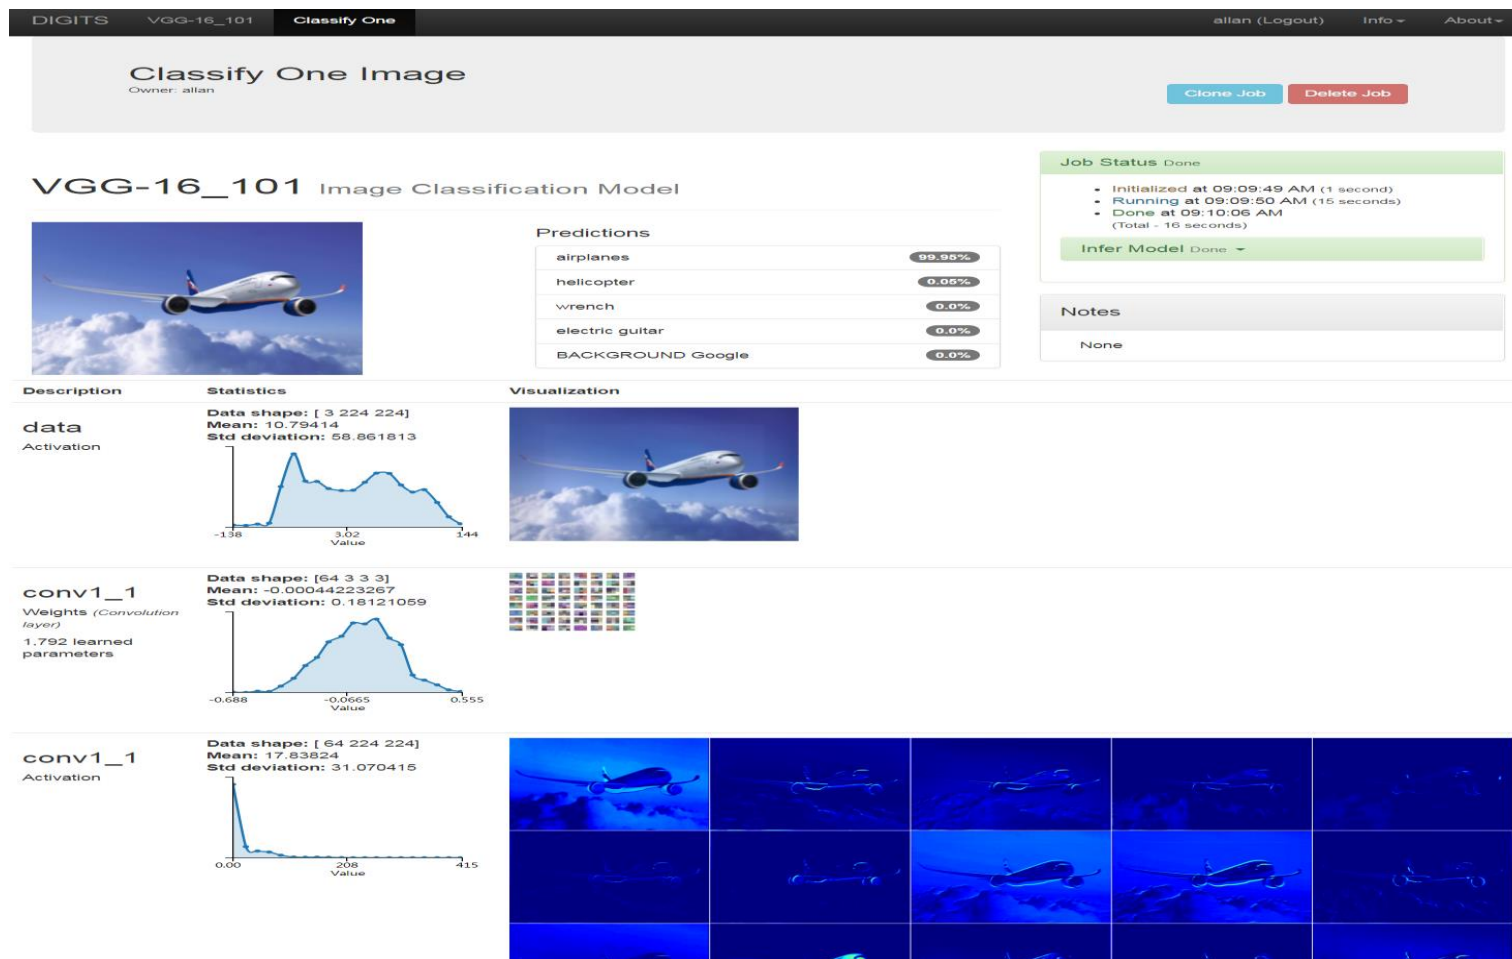 DIGITS VGG-16_101 Classify One allan (Logout) Info About
Classify One Image
Owner: allan
Clone Job Delete Job
VGG-16_101 Image Classification Model
Job Status Done
Initialized at 09:09:49 AM (1 second)
Running at 09:09:50 AM (15 seconds)
Done at 09:10:06 AM
(Total - 16 seconds)
Infer Model Done
Notes
None
Predictions
airplanes 99.95%
helicopter 0.05%
wrench 0.0%
electric guitar 0.0%
BACKGROUND Google 0.0%
Description Statistics Visualization
data
Activation
Data shape: [ 3 224 224]
Mean: 10.79414
Std deviation: 58.861813
-138 3.02 144
Value
conv1_1
Weights (Convolution
layer)
1,792 learned
parameters
Data shape: [64 3 3 3]
Mean: -0.00044223267
Std deviation: 0.18121059
-0.688 -0.0665 0.555
Value
conv1_1
Activation
Data shape: [ 64 224 224]
Mean: 17.83824
Std deviation: 31.070415
0.00 208 415
Value